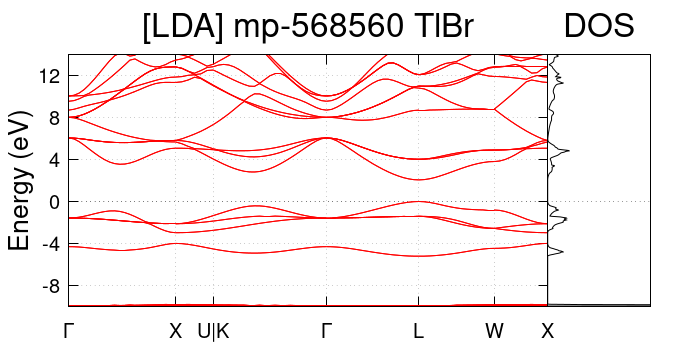 [LDA] mp-568560 TlBr DOS
12
8
4
0
-4
-8
Energy (eV)
Γ X U|K Γ L W X